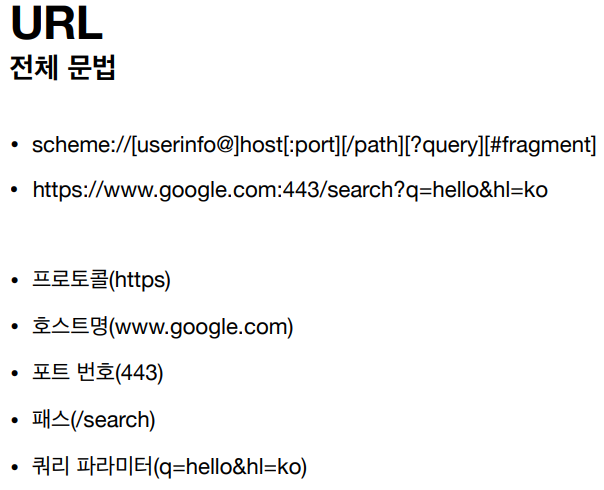 URL
전체 문법
• scheme://[userinfo@]host[:port][/path][?query][#fragment]
• https://www.google.com:443/search?q=hello&hl=ko
• 프로토콜(https)
• 호스트명(www.google.com)
• 포트 번호(443)
• 패스(/search)
• 쿼리 파라미터(q=hello&hl=ko)